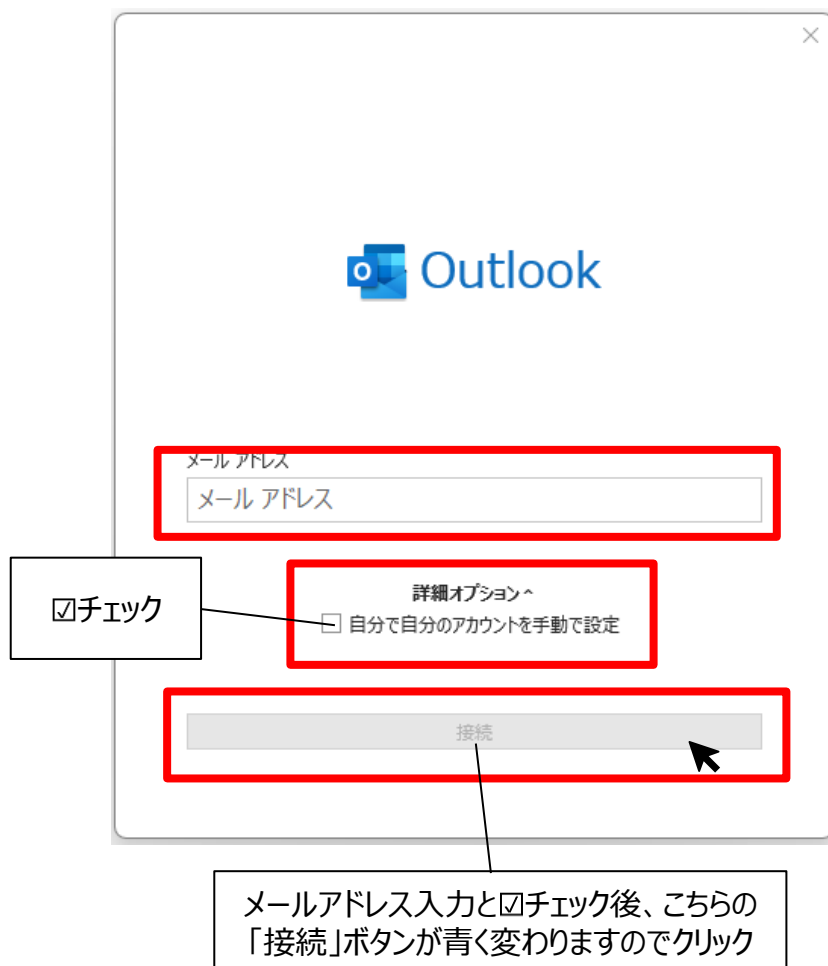 Outlook
メール アドレス
メール アドレス
詳細オプション ^
☑チェック
自分で自分のアカウントを手動で設定
接続
メールアドレス入力と☑チェック後、こちらの
「接続」ボタンが青く変わりますのでクリック